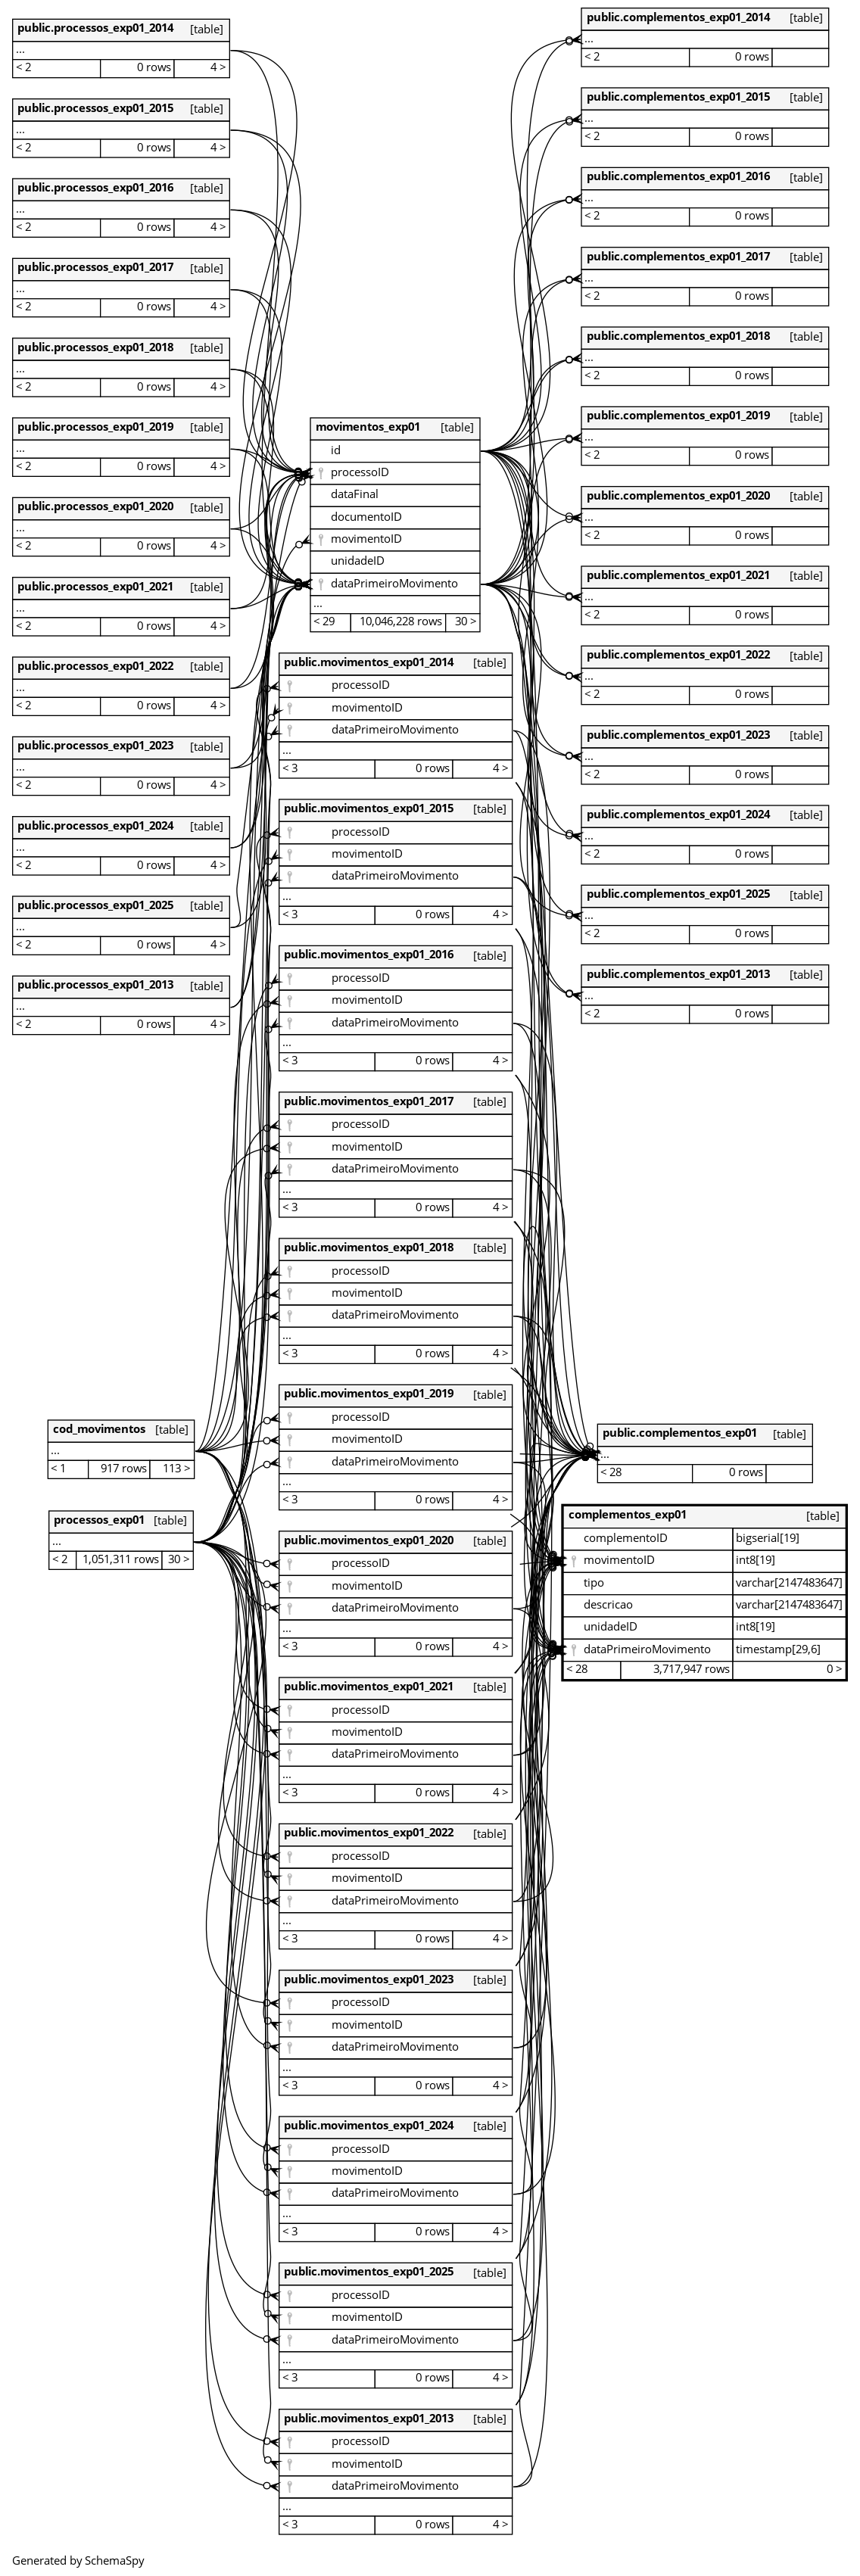 public.processos_exp01_2014 [table]
...
< 2 0 rows 4 >
public.processos_exp01_2015 [table]
...
< 2 0 rows 4 >
public.processos_exp01_2016 [table]
...
< 2 0 rows 4 >
public.processos_exp01_2017 [table]
...
< 2 0 rows 4 >
public.processos_exp01_2018 [table]
...
< 2 0 rows 4 >
public.processos_exp01_2019 [table]
...
< 2 0 rows 4 >
public.processos_exp01_2020 [table]
...
< 2 0 rows 4 >
public.processos_exp01_2021 [table]
...
< 2 0 rows 4 >
public.processos_exp01_2022 [table]
...
< 2 0 rows 4 >
public.processos_exp01_2023 [table]
...
< 2 0 rows 4 >
public.processos_exp01_2024 [table]
...
< 2 0 rows 4 >
public.processos_exp01_2025 [table]
...
< 2 0 rows 4 >
public.processos_exp01_2013 [table]
...
< 2 0 rows 4 >
cod_movimentos [table]
...
< 1 917 rows 113 >
processos_exp01 [table]
...
< 2 1,051,311 rows 30 >
movimentos_exp01 [table]
id
processoID
dataFinal
documentoID
movimentoID
unidadeID
dataPrimeiroMovimento
...
< 29 10,046,228 rows 30 >
public.movimentos_exp01_2014 [table]
processoID
movimentoID
dataPrimeiroMovimento
...
< 3 0 rows 4 >
public.movimentos_exp01_2015 [table]
processoID
movimentoID
dataPrimeiroMovimento
...
< 3 0 rows 4 >
public.movimentos_exp01_2016 [table]
processoID
movimentoID
dataPrimeiroMovimento
...
< 3 0 rows 4 >
public.movimentos_exp01_2017 [table]
processoID
movimentoID
dataPrimeiroMovimento
...
< 3 0 rows 4 >
public.movimentos_exp01_2018 [table]
processoID
movimentoID
dataPrimeiroMovimento
...
< 3 0 rows 4 >
public.movimentos_exp01_2019 [table]
processoID
movimentoID
dataPrimeiroMovimento
...
< 3 0 rows 4 >
public.movimentos_exp01_2020 [table]
processoID
movimentoID
dataPrimeiroMovimento
...
< 3 0 rows 4 >
public.movimentos_exp01_2021 [table]
processoID
movimentoID
dataPrimeiroMovimento
...
< 3 0 rows 4 >
public.movimentos_exp01_2022 [table]
processoID
movimentoID
dataPrimeiroMovimento
...
< 3 0 rows 4 >
public.movimentos_exp01_2023 [table]
processoID
movimentoID
dataPrimeiroMovimento
...
< 3 0 rows 4 >
public.movimentos_exp01_2024 [table]
processoID
movimentoID
dataPrimeiroMovimento
...
< 3 0 rows 4 >
public.movimentos_exp01_2025 [table]
processoID
movimentoID
dataPrimeiroMovimento
...
< 3 0 rows 4 >
public.movimentos_exp01_2013 [table]
processoID
movimentoID
dataPrimeiroMovimento
...
< 3 0 rows 4 >
public.complementos_exp01_2014 [table]
...
< 2 0 rows
public.complementos_exp01_2015 [table]
...
< 2 0 rows
public.complementos_exp01_2016 [table]
...
< 2 0 rows
public.complementos_exp01_2017 [table]
...
< 2 0 rows
public.complementos_exp01_2018 [table]
...
< 2 0 rows
public.complementos_exp01_2019 [table]
...
< 2 0 rows
public.complementos_exp01_2020 [table]
...
< 2 0 rows
public.complementos_exp01_2021 [table]
...
< 2 0 rows
public.complementos_exp01_2022 [table]
...
< 2 0 rows
public.complementos_exp01_2023 [table]
...
< 2 0 rows
public.complementos_exp01_2024 [table]
...
< 2 0 rows
public.complementos_exp01_2025 [table]
...
< 2 0 rows
public.complementos_exp01_2013 [table]
...
< 2 0 rows
public.complementos_exp01 [table]
...
< 28 0 rows
complementos_exp01 [table]
complementoID bigserial[19]
movimentoID int8[19]
tipo varchar[2147483647]
descricao varchar[2147483647]
unidadeID int8[19]
dataPrimeiroMovimento timestamp[29,6]
< 28 3,717,947 rows 0 >
Generated by SchemaSpy